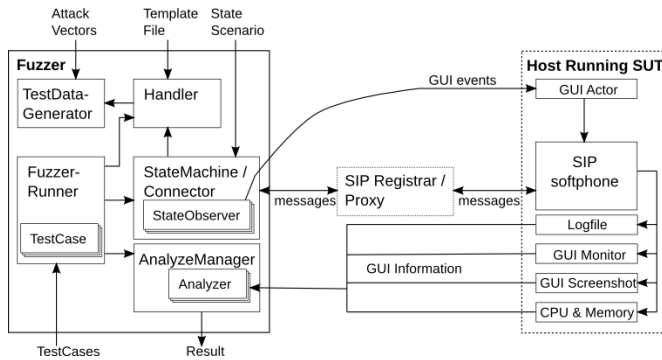 Attack
Vectors
Template
File
State
Scenario
Fuzzer
Host Running SUT
TestData-
Generator
Handler
GUI events
GUI Actor
Fuzzer-
Runner
StateMachine /
Connector
StateObserver
SIP Registrar /
Proxy
messages
messages
SIP
softphone
TestCase
AnalyzeManager
Analyzer
GUI Information
Logfile
GUI Monitor
GUI Screenshot
CPU & Memory
TestCases
Result